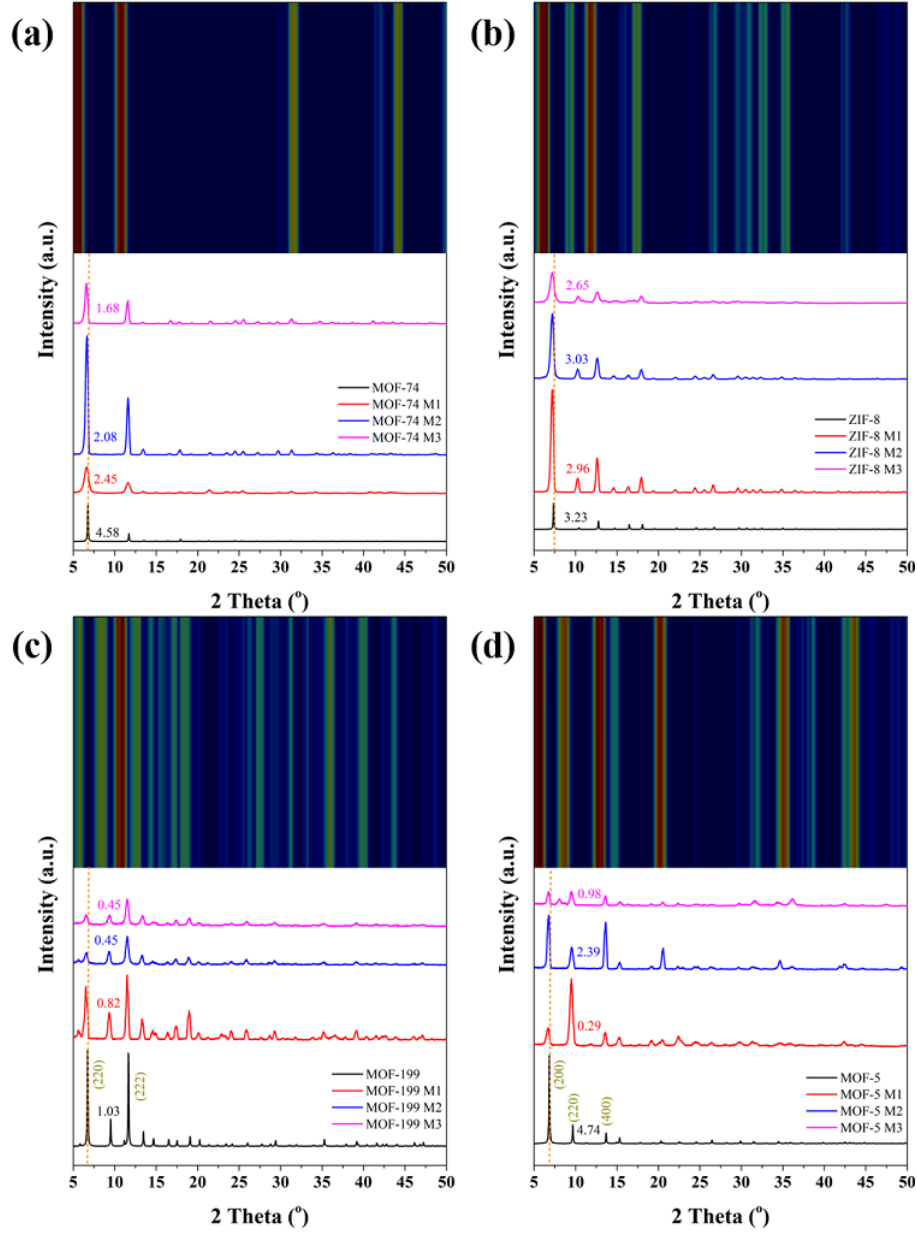 (a)
Intensity (a.u.)
1.68
2.08
2.45
4.58
MOF-74
MOF-74 M1
MOF-74 M2
MOF-74 M3
5 10 15 20 25 30 35 40 45 50
2 Theta (°)
(b)
Intensity (a.u.)
2.65
3.03
2.96
3.23
ZIF-8
ZIF-8 M1
ZIF-8 M2
ZIF-8 M3
5 10 15 20 25 30 35 40 45 50
2 Theta (°)
(c)
Intensity (a.u.)
0.45
0.45
0.82
1.03
(220)
(222)
MOF-199
MOF-199 M1
MOF-199 M2
MOF-199 M3
5 10 15 20 25 30 35 40 45 50
2 Theta (°)
(d)
Intensity (a.u.)
0.98
2.39
0.29
(200)
(220)
(400)
4.74
MOF-5
MOF-5 M1
MOF-5 M2
MOF-5 M3
5 10 15 20 25 30 35 40 45 50
2 Theta (°)